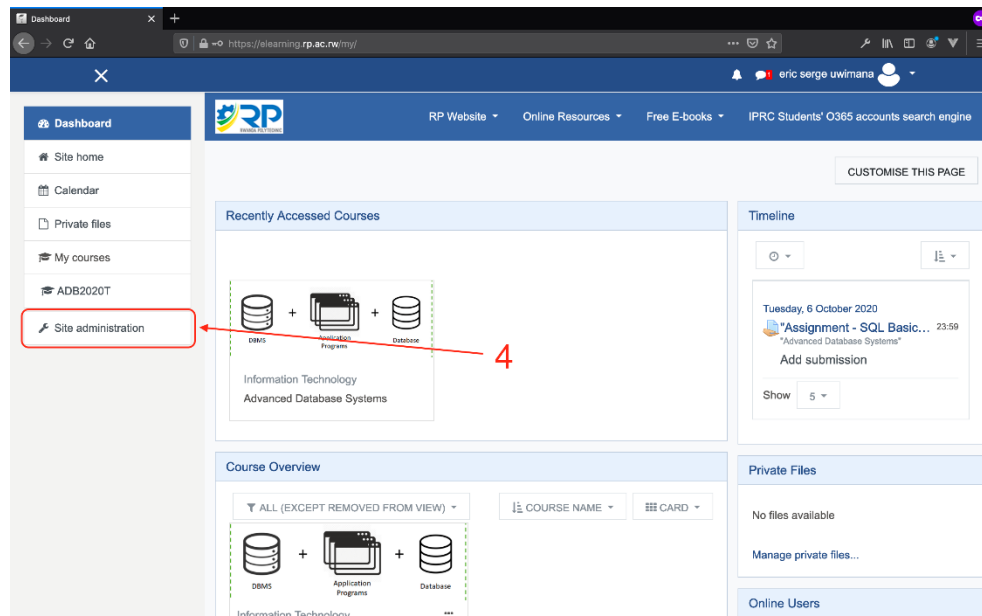 Dashboard
https://elearning.rp.ac.rw/my/
1 eric serge uwimana
Dashboard
Site home
Calendar
Private files
My courses
ADB2020T
Site administration
RP
RWANDA POLYTECHNIC
RP Website
Online Resources
Free E-books
IPRC Students' O365 accounts search engine
CUSTOMISE THIS PAGE
Recently Accessed Courses
+ +
DBMS Application Programs Database
4
Information Technology
Advanced Database Systems
Timeline
Tuesday, 6 October 2020
"Assignment - SQL Basic... 23:59
"Advanced Database Systems"
Add submission
Show 5
Course Overview
ALL (EXCEPT REMOVED FROM VIEW)
COURSE NAME
CARD
+ +
DBMS Application Programs Database
Information Technology
Private Files
No files available
Manage private files...
Online Users